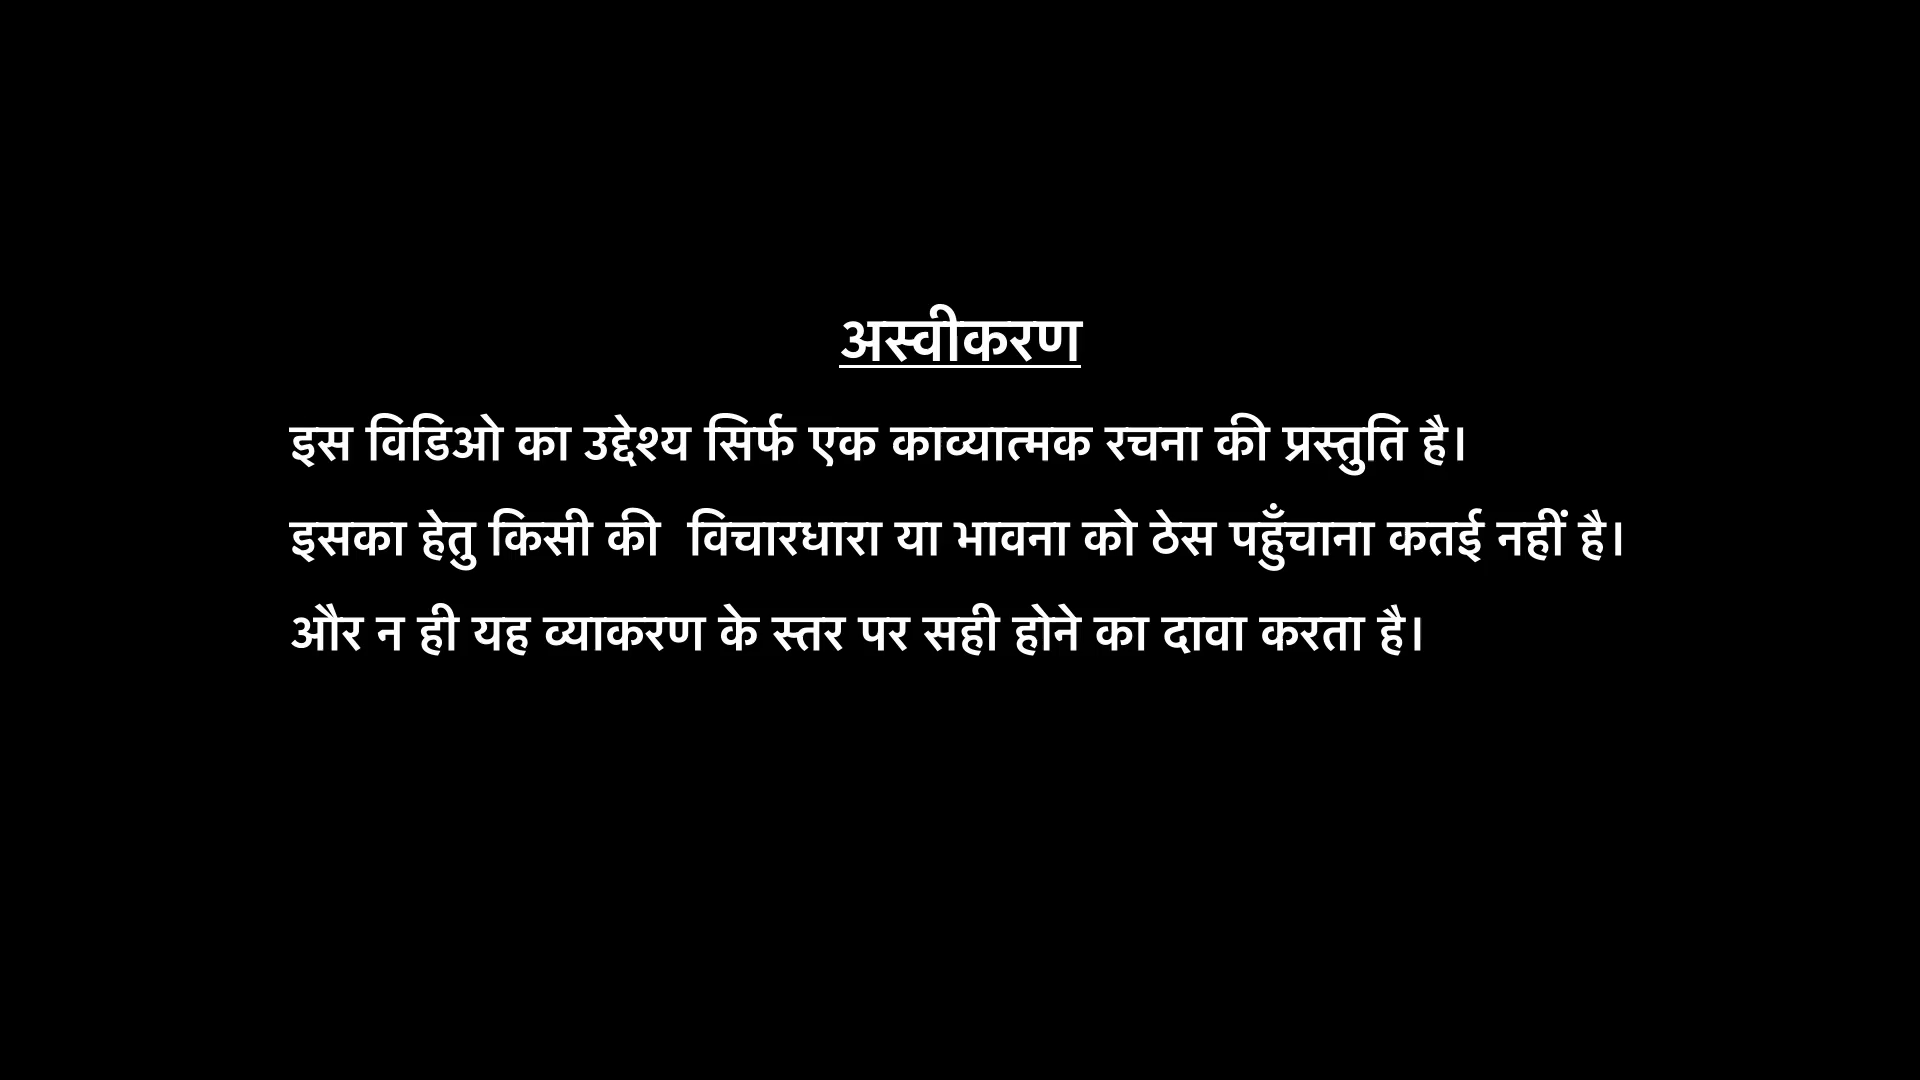 अस्वीकरण
इस विडिओ का उद्देश्य सिर्फ एक काव्यात्मक रचना की प्रस्तुति है।
इसका हेतु किसी की  विचारधारा या भावना को ठेस पहुँचाना कतई नहीं है।
और न ही यह व्याकरण के स्तर पर सही होने का दावा करता है।